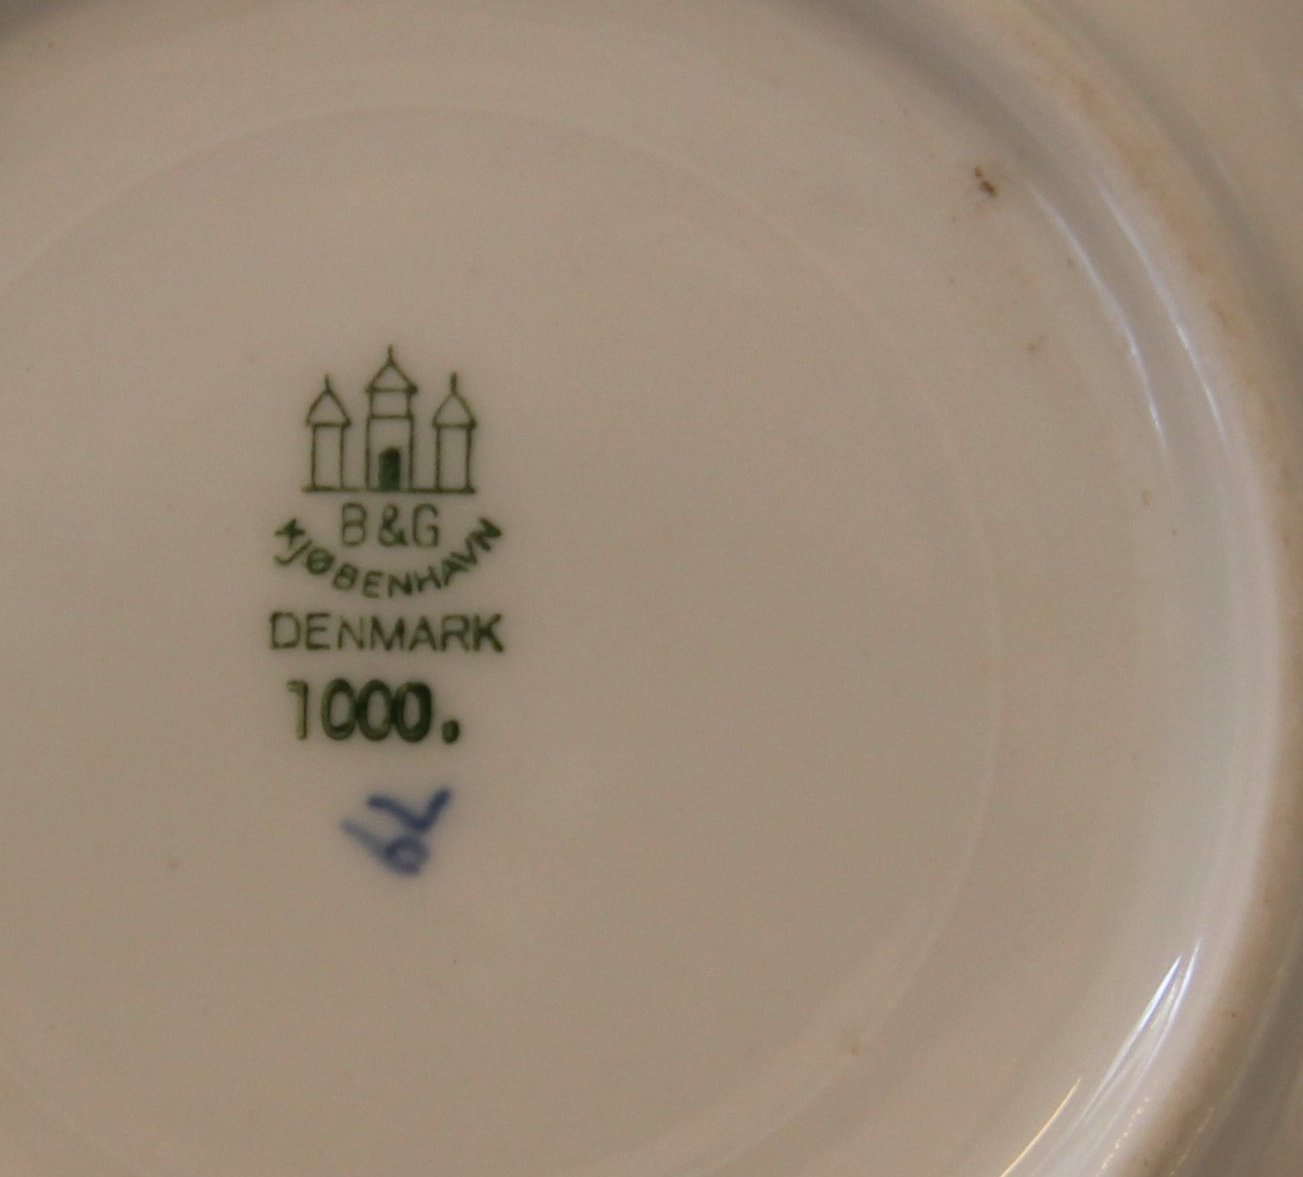 B&G
KJØBENHAVN
DENMARK
1000.